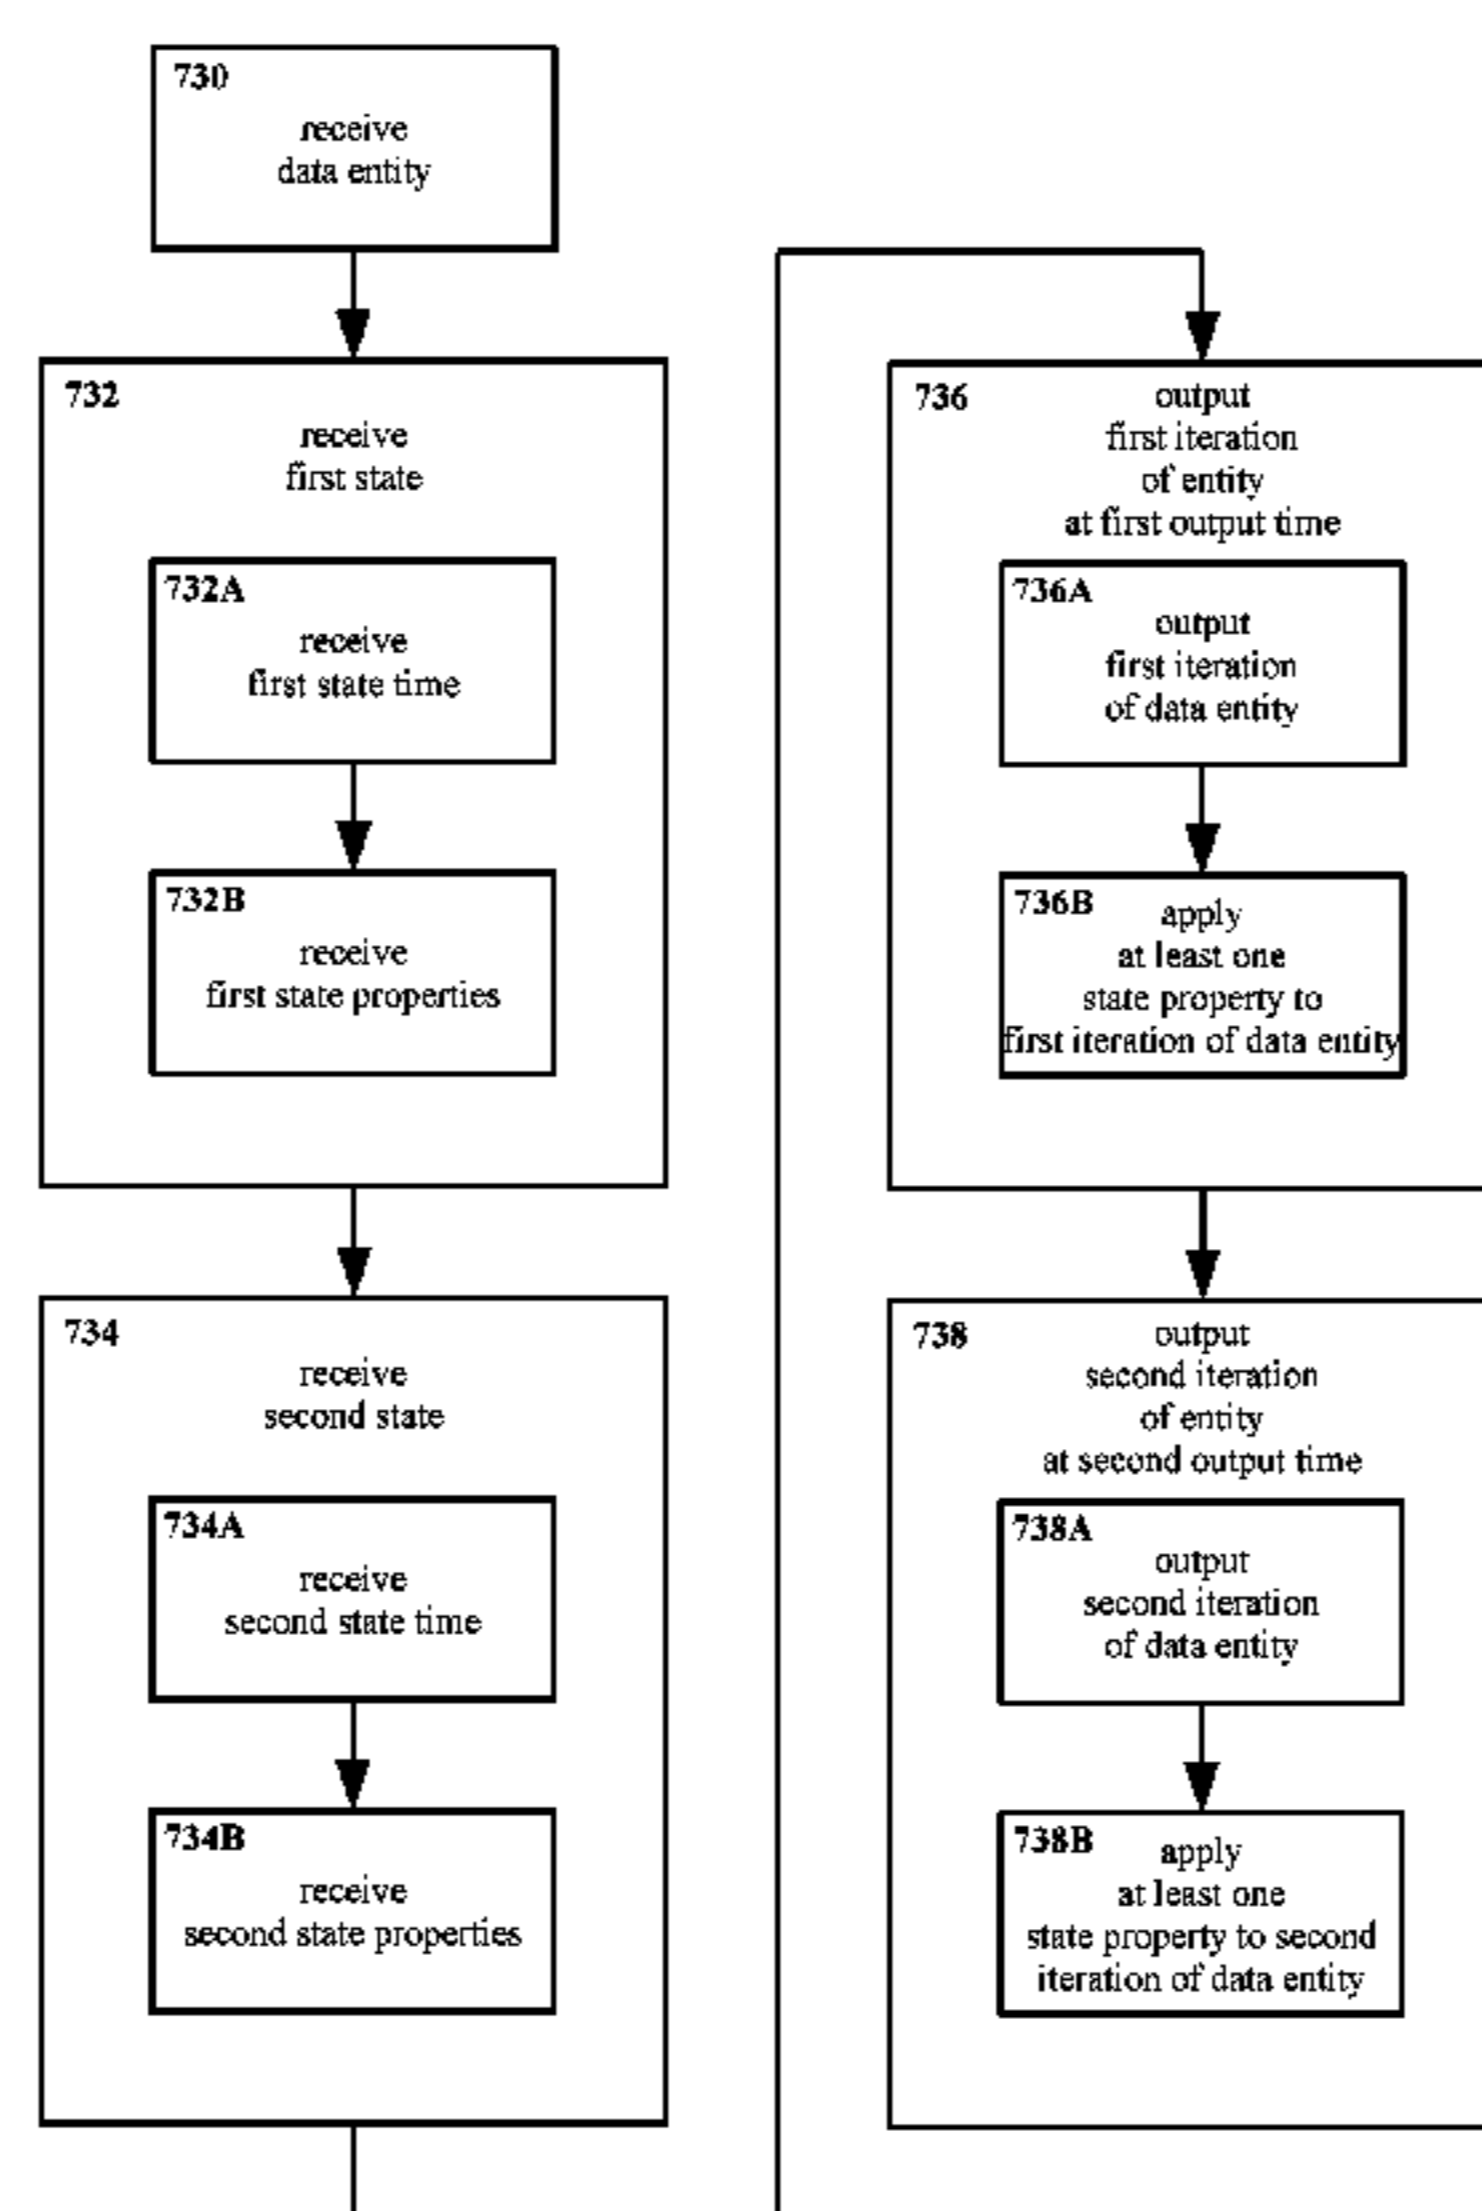 730
receive
data entity
732
receive
first state
732A
receive
first state time
732B
receive
first state properties
734
receive
second state
734A
receive
second state time
734B
receive
second state properties
736
output
first iteration
of entity
at first output time
736A
output
first iteration
of data entity
736B
apply
at least one
state property to
first iteration of data entity
738
output
second iteration
of entity
at second output time
738A
output
second iteration
of data entity
738B
apply
at least one
state property to second
iteration of data entity